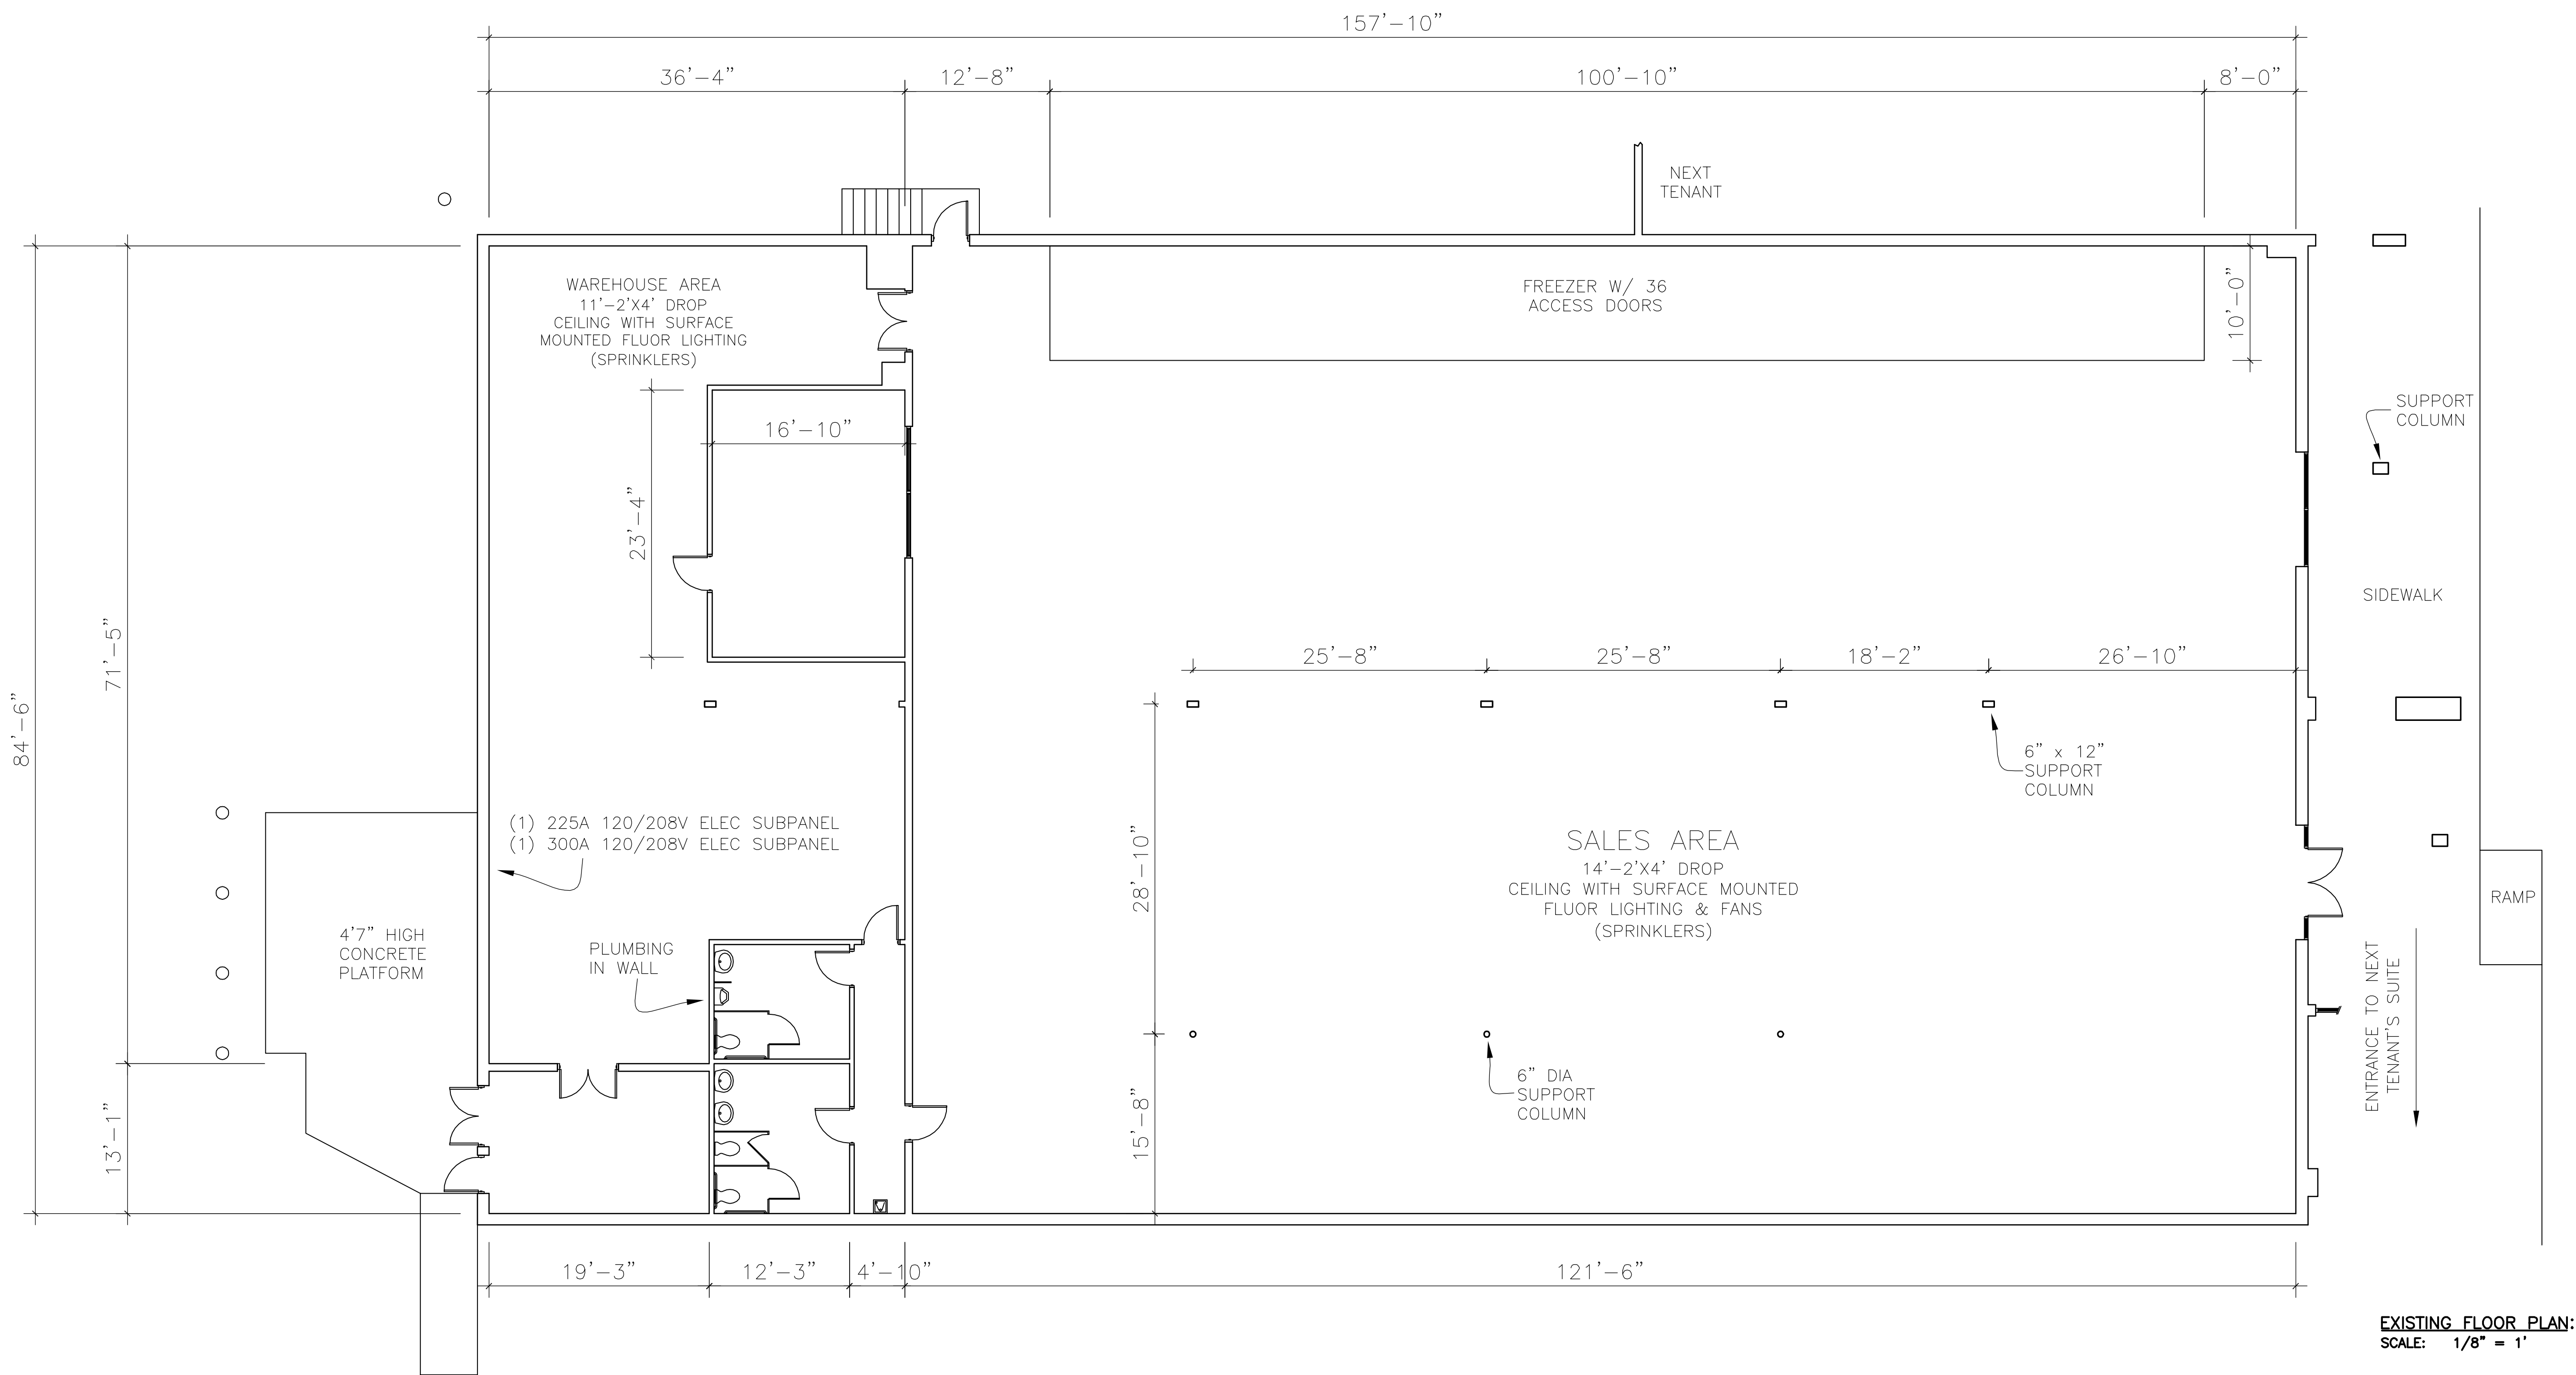 157'-10"
36'-4"
12'-8"
100'-10"
8'-0"
NEXT
TENANT
WAREHOUSE AREA
11'-2'X4' DROP
CEILING WITH SURFACE
MOUNTED FLUOR LIGHTING
(SPRINKLERS)
FREEZER W/ 36
ACCESS DOORS
10'-0"
SUPPORT
COLUMN
16'-10"
23'-4"
SIDEWALK
71'-5"
84'-6"
25'-8"
25'-8"
18'-2"
26'-10"
6" x 12"
SUPPORT
COLUMN
(1) 225A 120/208V ELEC SUBPANEL
(1) 300A 120/208V ELEC SUBPANEL
28'-10"
SALES AREA
14'-2'X4' DROP
CEILING WITH SURFACE MOUNTED
FLUOR LIGHTING & FANS
(SPRINKLERS)
RAMP
4'7" HIGH
CONCRETE
PLATFORM
PLUMBING
IN WALL
ENTRANCE TO NEXT
TENANT'S SUITE
6" DIA
SUPPORT
COLUMN
13'-1"
15'-8"
19'-3"
12'-3"
4'-10"
121'-6"
EXISTING FLOOR PLAN:
SCALE: 1/8" = 1'